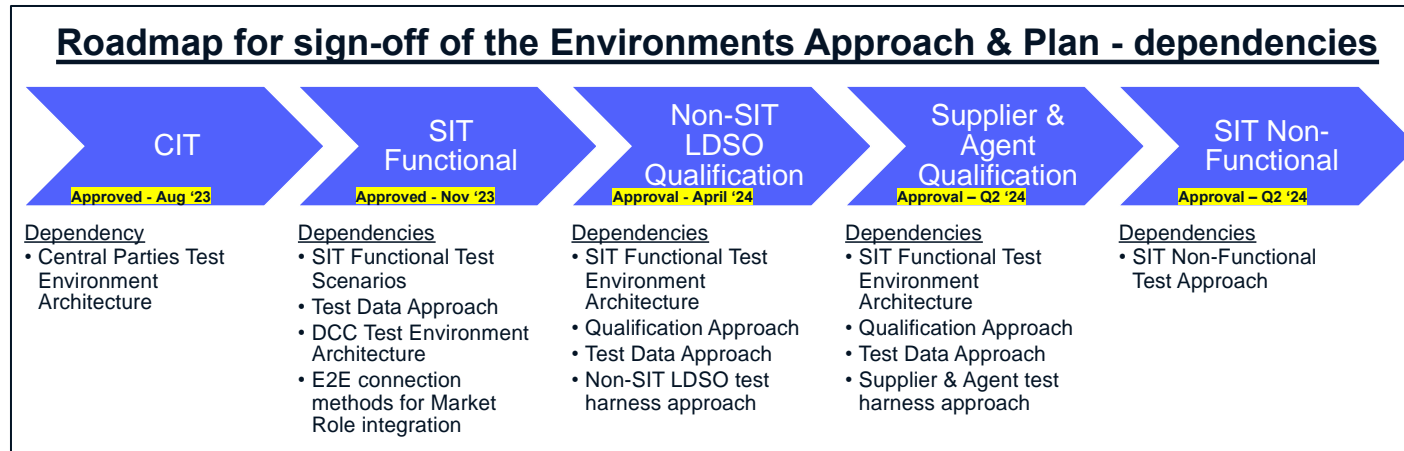 Roadmap for sign-off of the Environments Approach & Plan - dependencies
CIT
Approved - Aug ‘23
SIT
Functional
Approved - Nov ‘23
Non-SIT
LDSO
Qualification
Approval - April ‘24
Supplier &
Agent
Qualification
Approval – Q2 ‘24
SIT Non-
Functional
Approval – Q2 ‘24
Dependency
• Central Parties Test
Environment
Architecture
Dependencies
• SIT Functional Test
Scenarios
• Test Data Approach
• DCC Test Environment
Architecture
• E2E connection
methods for Market
Role integration
Dependencies
• SIT Functional Test
Environment
Architecture
• Qualification Approach
• Test Data Approach
• Non-SIT LDSO test
harness approach
Dependencies
• SIT Functional Test
Environment
Architecture
• Qualification Approach
• Test Data Approach
• Supplier & Agent test
harness approach
Dependencies
• SIT Non-Functional
Test Approach